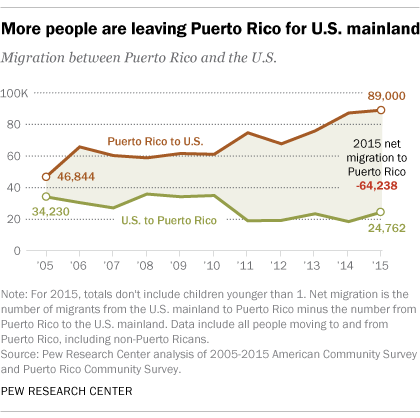 More people are leaving Puerto Rico for U.S. mainland
Migration between Puerto Rico and the U.S.
100K
89,000
80
Puerto Rico to U.S.
2015 net
migration to
Puerto Rico
-64,238
60
46,844
40
34,230
U.S. to Puerto Rico
20
24,762
0
'05 '06 '07 '08 '09 '10 '11 '12 '13 '14 '15
Note: For 2015, totals don't include children younger than 1. Net migration is the
number of migrants from the U.S. mainland to Puerto Rico minus the number from
Puerto Rico to the U.S. mainland. Data include all people moving to and from
Puerto Rico, including non-Puerto Ricans.
Source: Pew Research Center analysis of 2005-2015 American Community Survey
and Puerto Rico Community Survey.
PEW RESEARCH CENTER